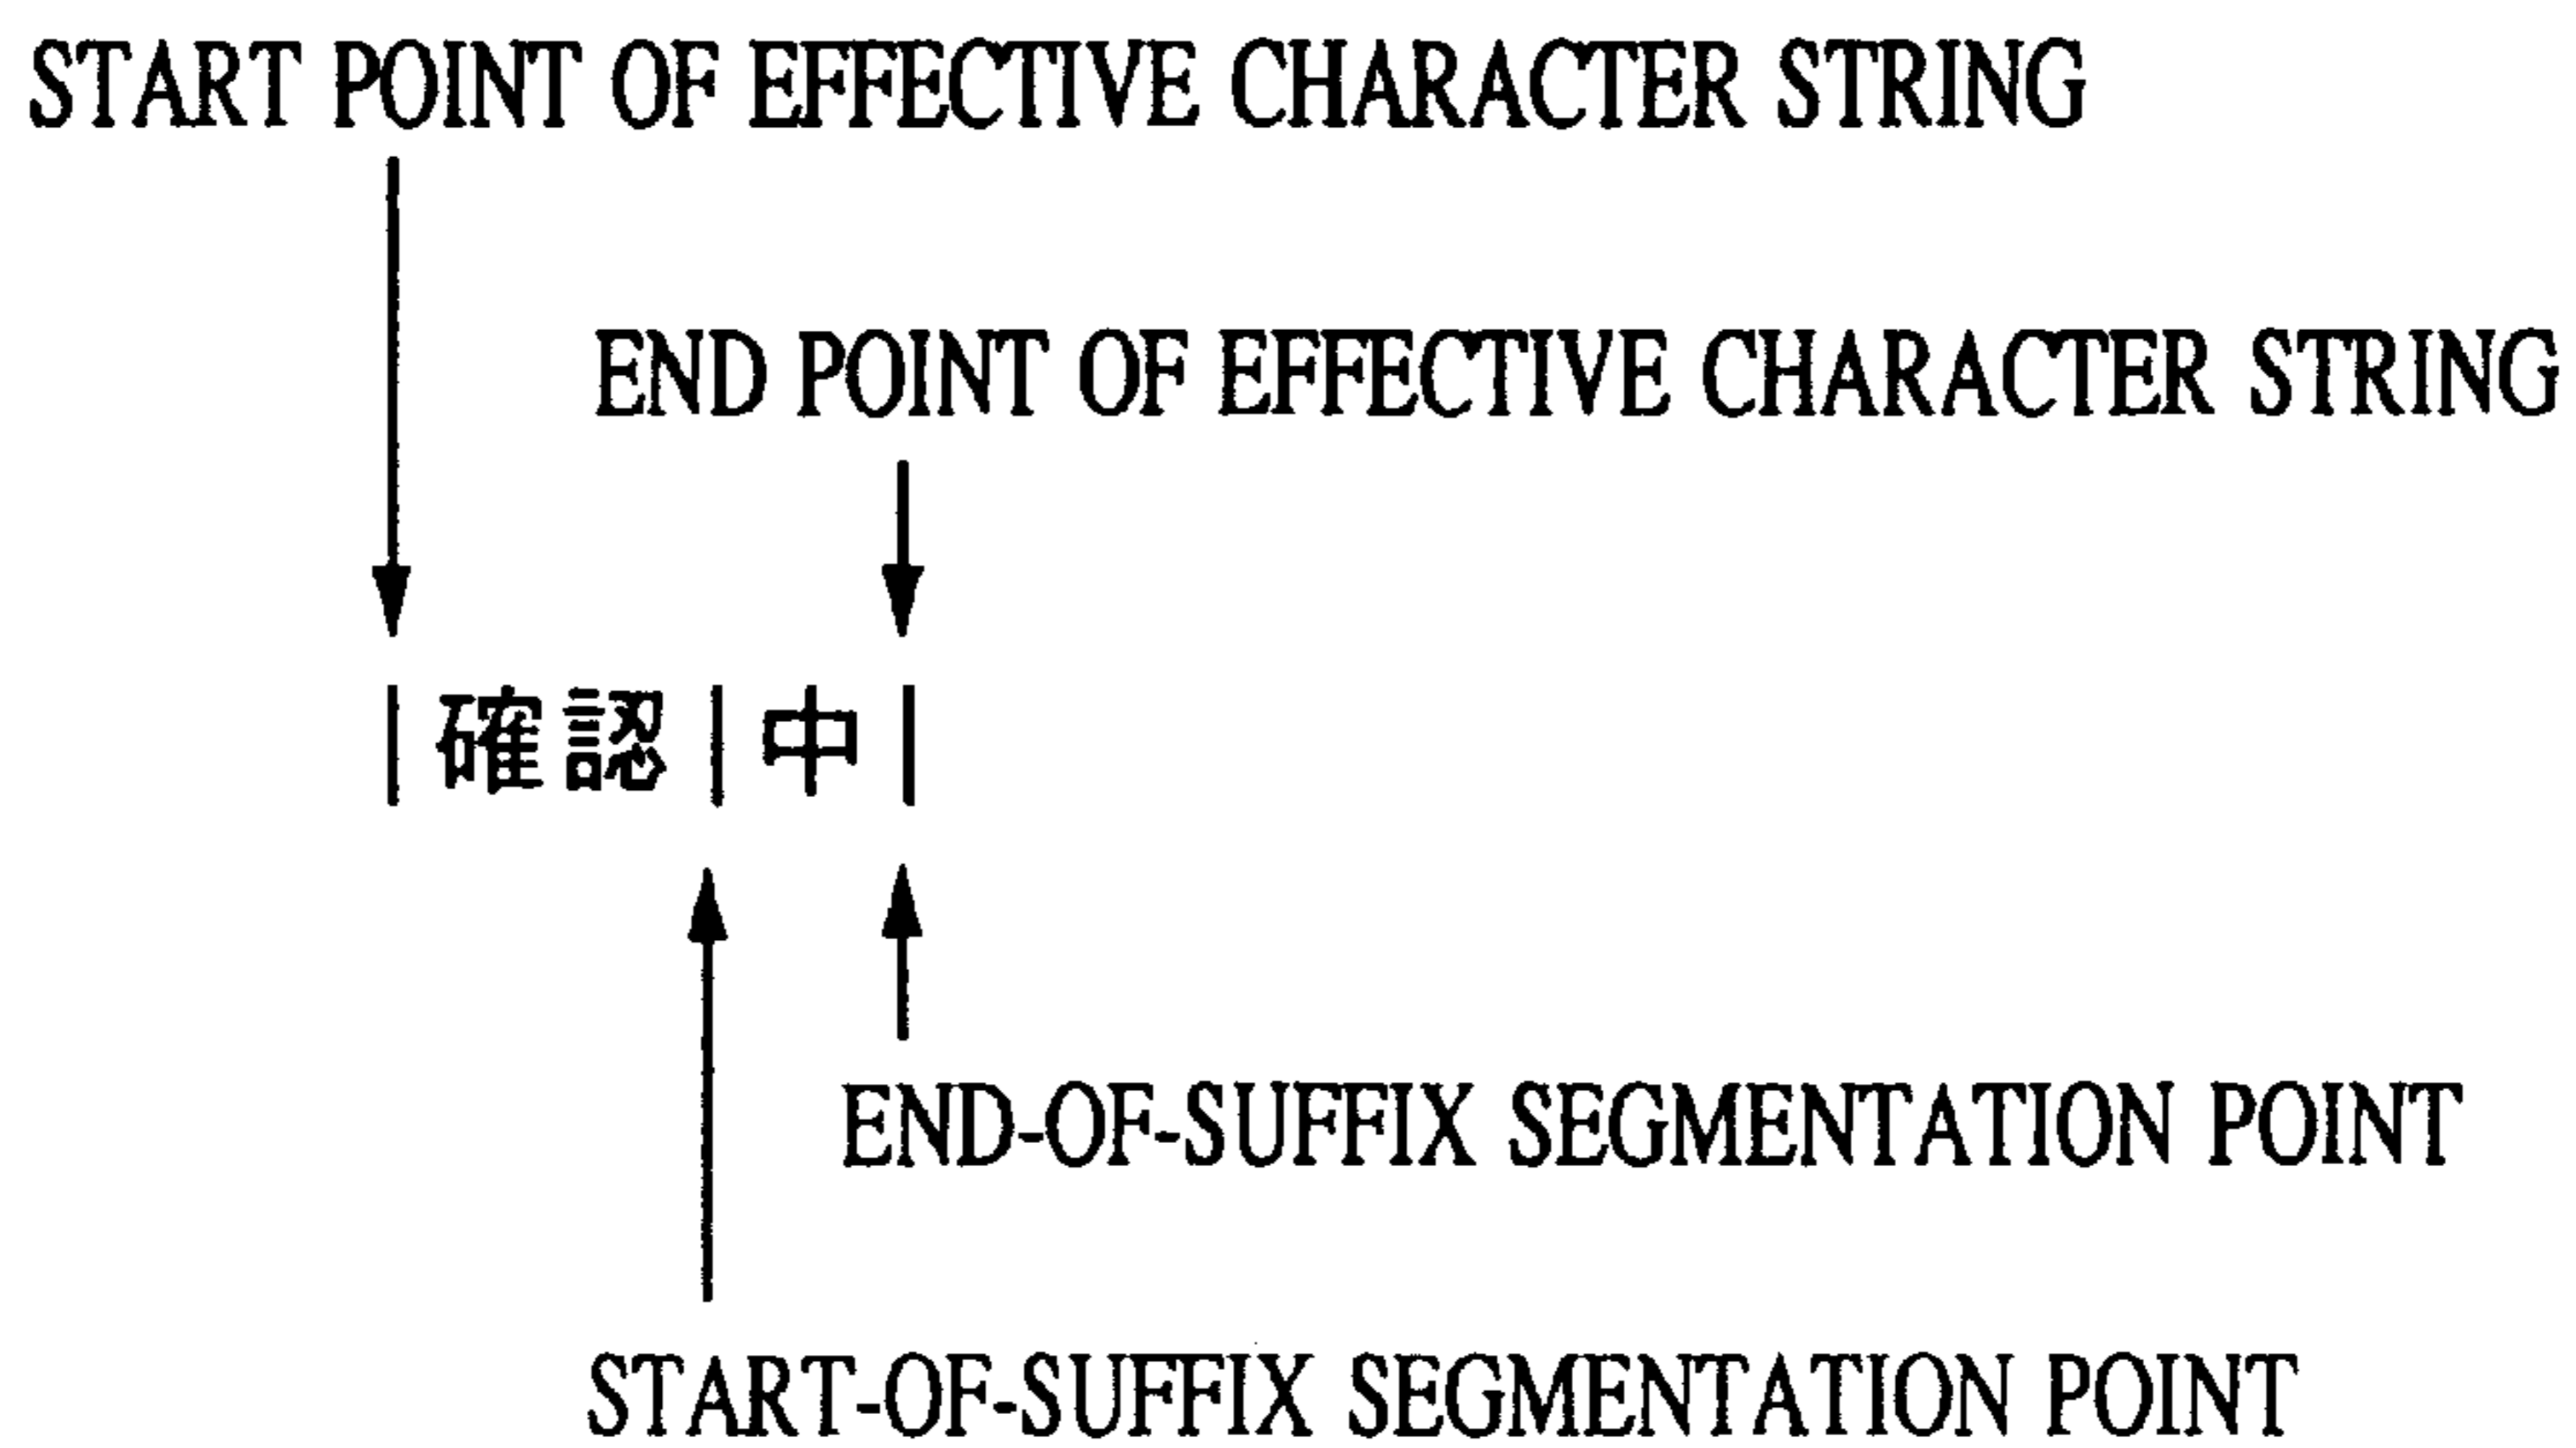 START POINT OF EFFECTIVE CHARACTER STRING
END POINT OF EFFECTIVE CHARACTER STRING
| 確認 | 中 |
END-OF-SUFFIX SEGMENTATION POINT
START-OF-SUFFIX SEGMENTATION POINT